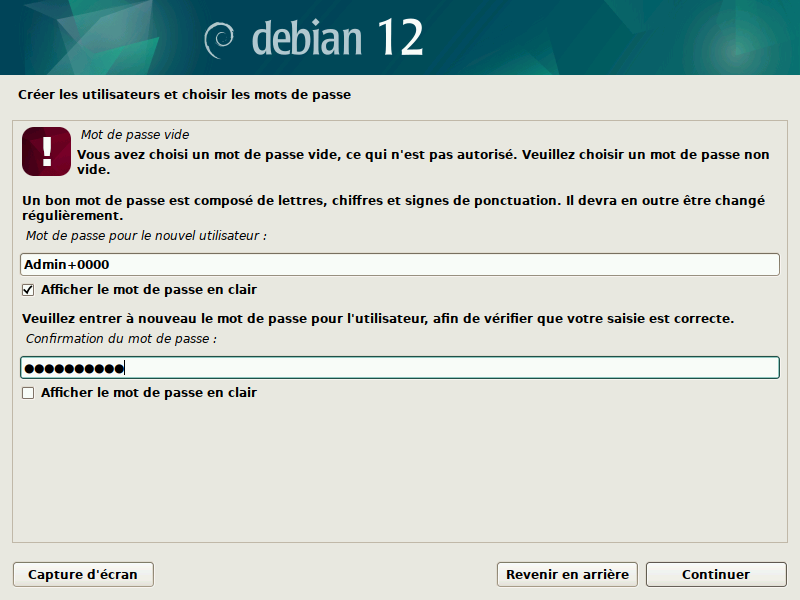 debian 12
Créer les utilisateurs et choisir les mots de passe
!
Mot de passe vide
Vous avez choisi un mot de passe vide, ce qui n'est pas autorisé. Veuillez choisir un mot de passe non
vide.
Un bon mot de passe est composé de lettres, chiffres et signes de ponctuation. Il devra en outre être changé
régulièrement.
Mot de passe pour le nouvel utilisateur :
Admin+0000
Afficher le mot de passe en clair
Veuillez entrer à nouveau le mot de passe pour l'utilisateur, afin de vérifier que votre saisie est correcte.
Confirmation du mot de passe :
●●●●●●●●●●
Afficher le mot de passe en clair
Capture d'écran
Revenir en arrière
Continuer